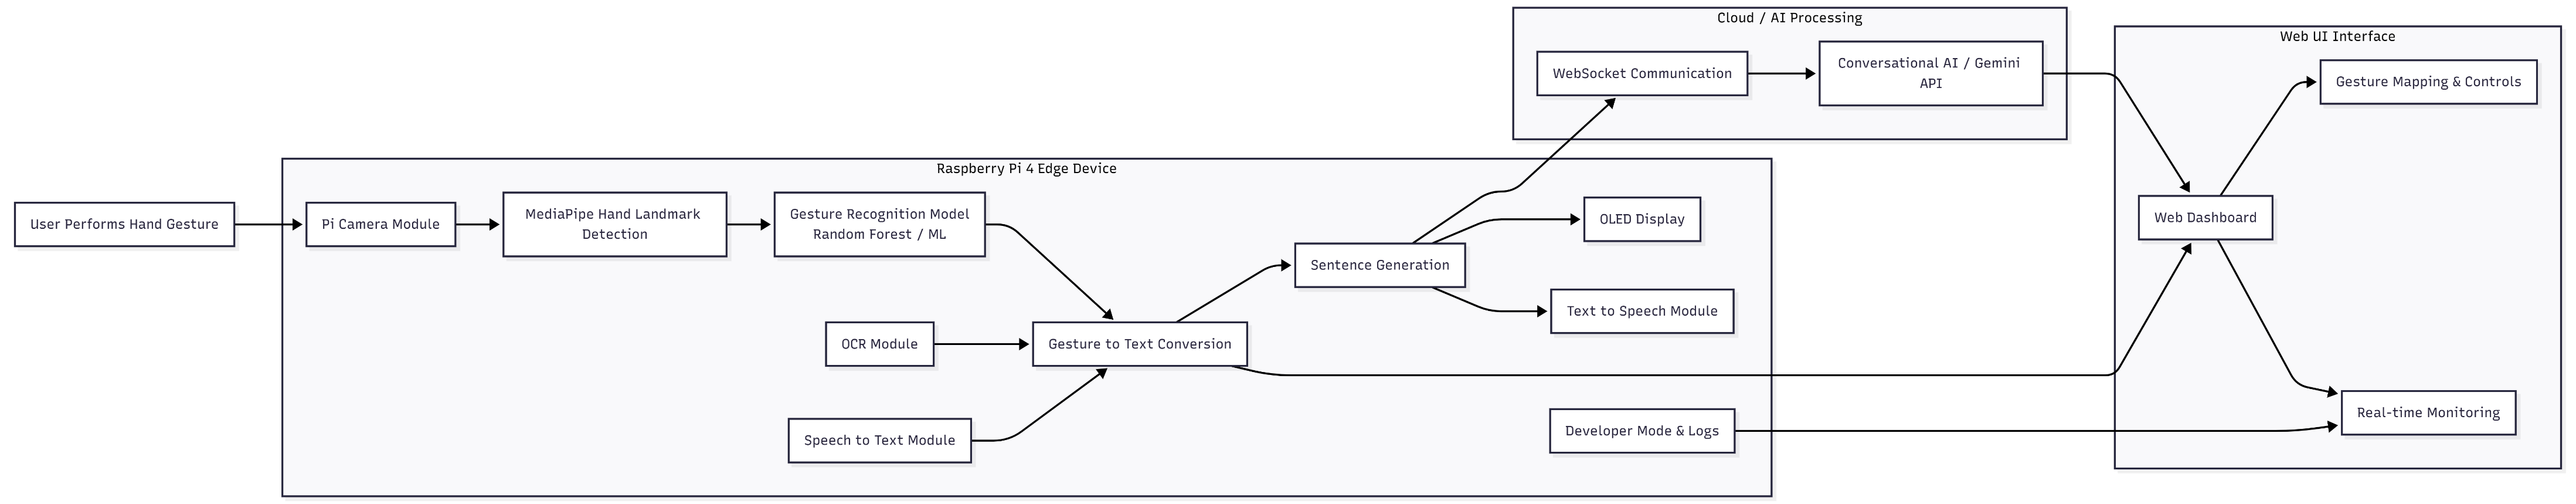 Cloud / AI Processing
WebSocket Communication
Conversational AI / Gemini
API
Web UI Interface
Gesture Mapping & Controls
Web Dashboard
Real-time Monitoring
Raspberry Pi 4 Edge Device
User Performs Hand Gesture
Pi Camera Module
MediaPipe Hand Landmark
Detection
Gesture Recognition Model
Random Forest / ML
OCR Module
Speech to Text Module
Gesture to Text Conversion
Sentence Generation
OLED Display
Text to Speech Module
Developer Mode & Logs